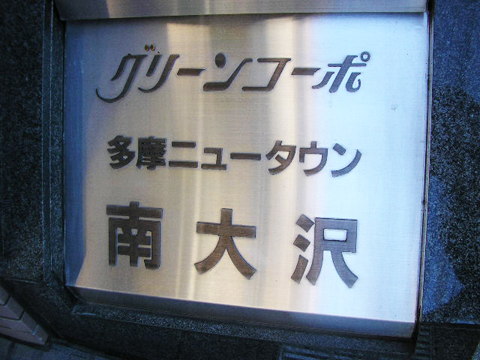 グリーンコーポ
多摩ニュータウン
南大沢